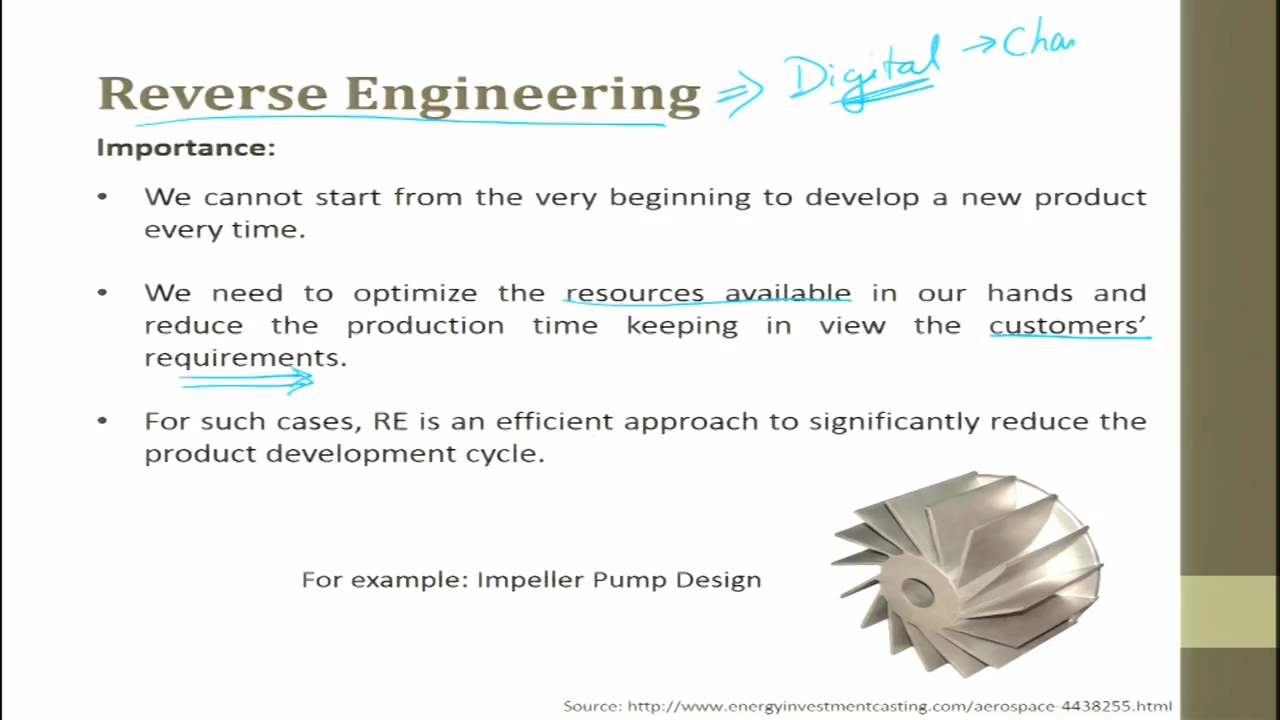 Reverse Engineering ⇒ Digital → Cha
Importance:
• We cannot start from the very beginning to develop a new product
every time.
• We need to optimize the resources available in our hands and
reduce the production time keeping in view the customers’
requirements.
• For such cases, RE is an efficient approach to significantly reduce the
product development cycle.
For example: Impeller Pump Design
Source: http://www.energyinvestmentcasting.com/aerospace-4438255.html